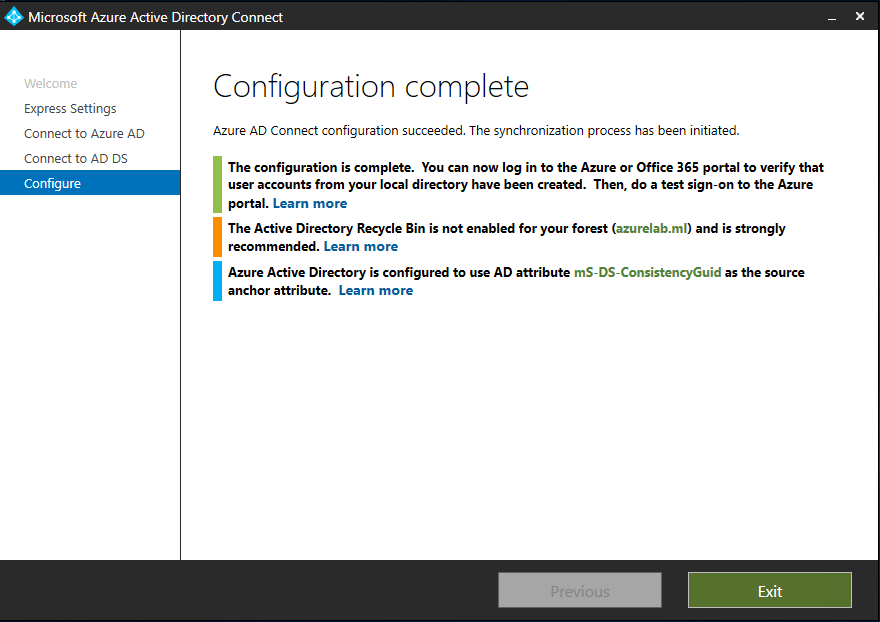 Microsoft Azure Active Directory Connect
Welcome
Express Settings
Connect to Azure AD
Connect to AD DS
Configure
Configuration complete
Azure AD Connect configuration succeeded. The synchronization process has been initiated.
The configuration is complete.  You can now log in to the Azure or Office 365 portal to verify that
user accounts from your local directory have been created.  Then, do a test sign-on to the Azure
portal. Learn more
The Active Directory Recycle Bin is not enabled for your forest (azurelab.ml) and is strongly
recommended. Learn more
Azure Active Directory is configured to use AD attribute mS-DS-ConsistencyGuid as the source
anchor attribute.  Learn more
Previous
Exit